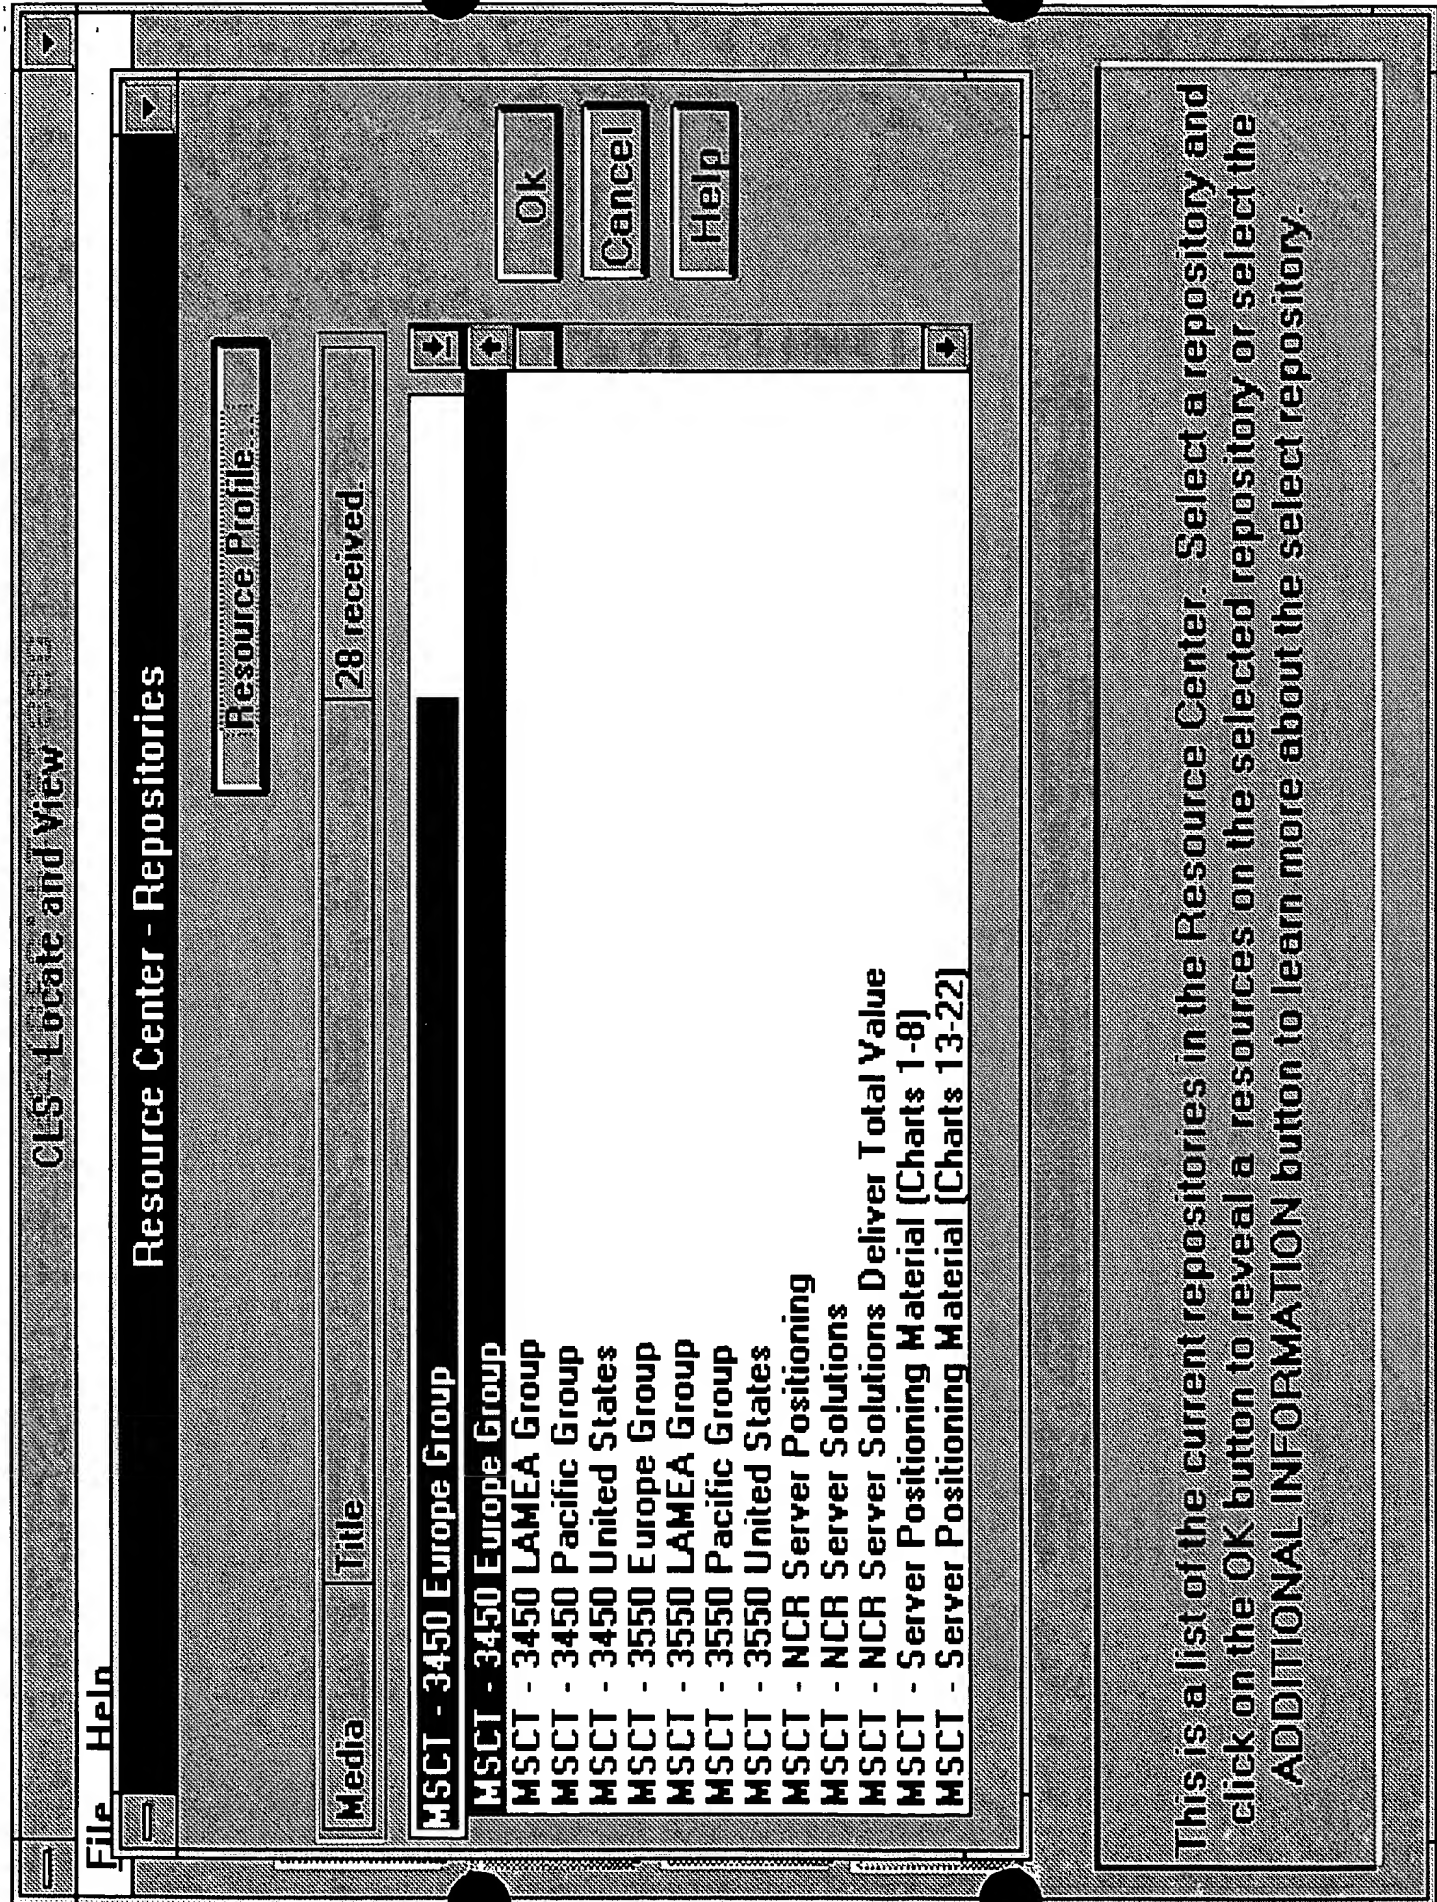 CLS - Locate and View
File Help
Resource Center - Repositories
Resource Profile...
Media Title 28 received.
MSCT - 3450 Europe Group
MSCT - 3450 Europe Group
MSCT - 3450 LAMEA Group
MSCT - 3450 Pacific Group
MSCT - 3450 United States
MSCT - 3550 Europe Group
MSCT - 3550 LAMEA Group
MSCT - 3550 Pacific Group
MSCT - 3550 United States
MSCT - NCR Server Positioning
MSCT - NCR Server Solutions
MSCT - NCR Server Solutions Deliver Total Value
MSCT - Server Positioning Material (Charts 1-8)
MSCT - Server Positioning Material (Charts 13-22)
Ok
Cancel
Help
This is a list of the current repositories in the Resource Center. Select a repository and
click on the OK button to reveal a resources on the selected repository or select the
ADDITIONAL INFORMATION button to learn more about the select repository.